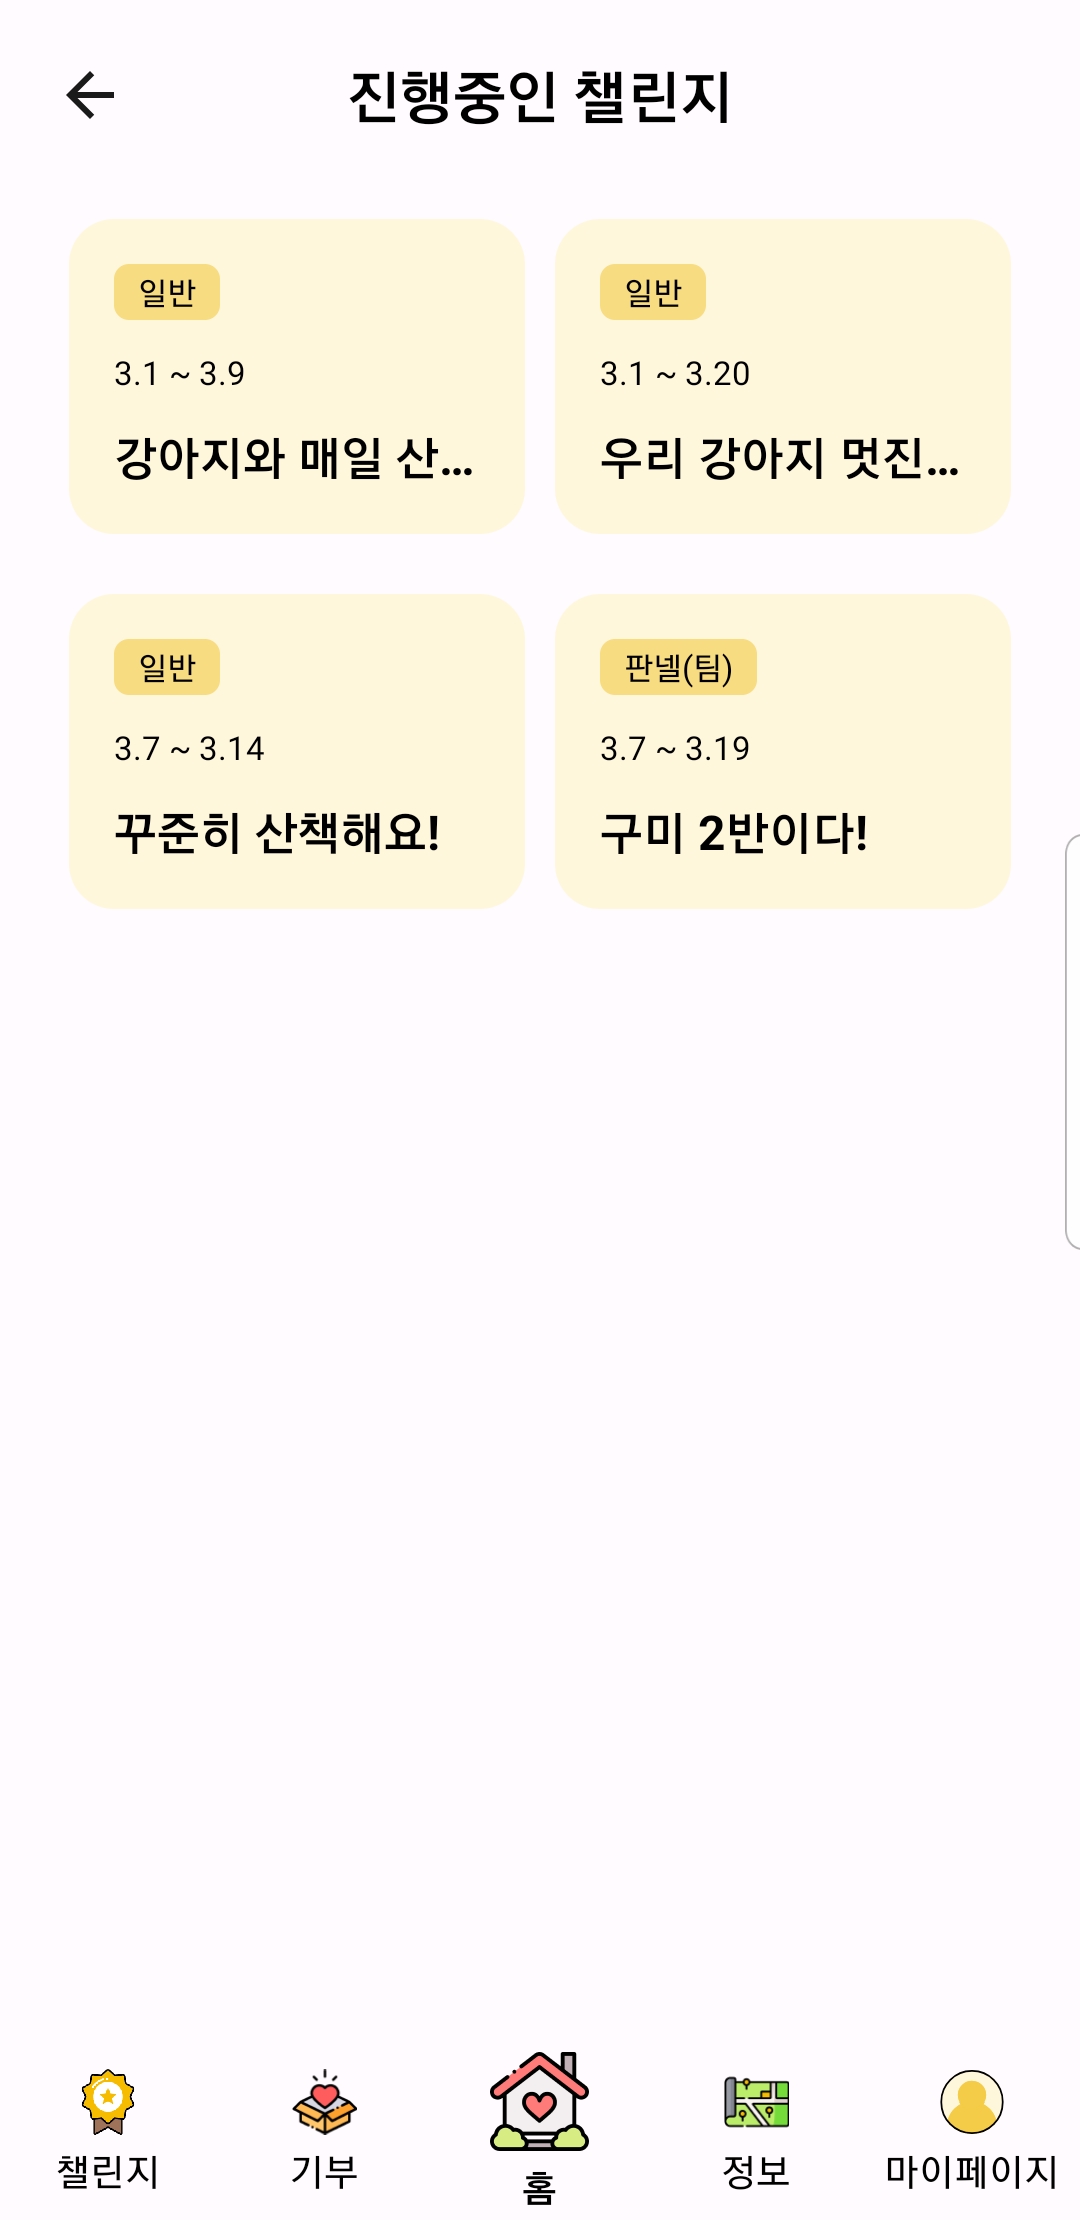 진행중인 챌린지
일반
3.1 ~ 3.9
강아지와 매일 산...
일반
3.1 ~ 3.20
우리 강아지 멋진...
일반
3.7 ~ 3.14
꾸준히 산책해요!
판넬(팀)
3.7 ~ 3.19
구미 2반이다!
챌린지
기부
홈
정보
마이페이지